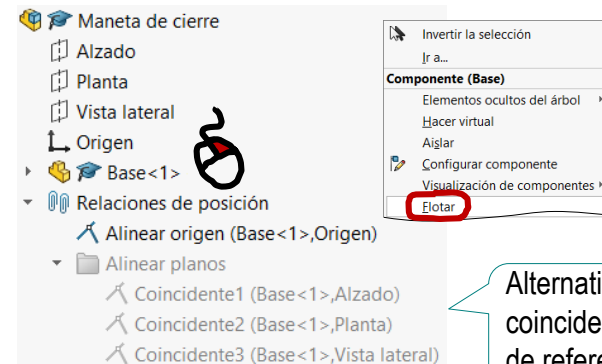 Maneta de cierre
Alzado
Planta
Vista lateral
Origen
Base<1>
Relaciones de posición
Alinear origen (Base<1>,Origen)
Alinear planos
Coincidente1 (Base<1>,Alzado)
Coincidente2 (Base<1>,Planta)
Coincidente3 (Base<1>,Vista lateral)
Invertir la selección
Ir a...
Componente (Base)
Elementos ocultos del árbol
Hacer virtual
Aislar
Configurar componente
Visualización de componentes
Flotar
Alternati
coincide
de refere